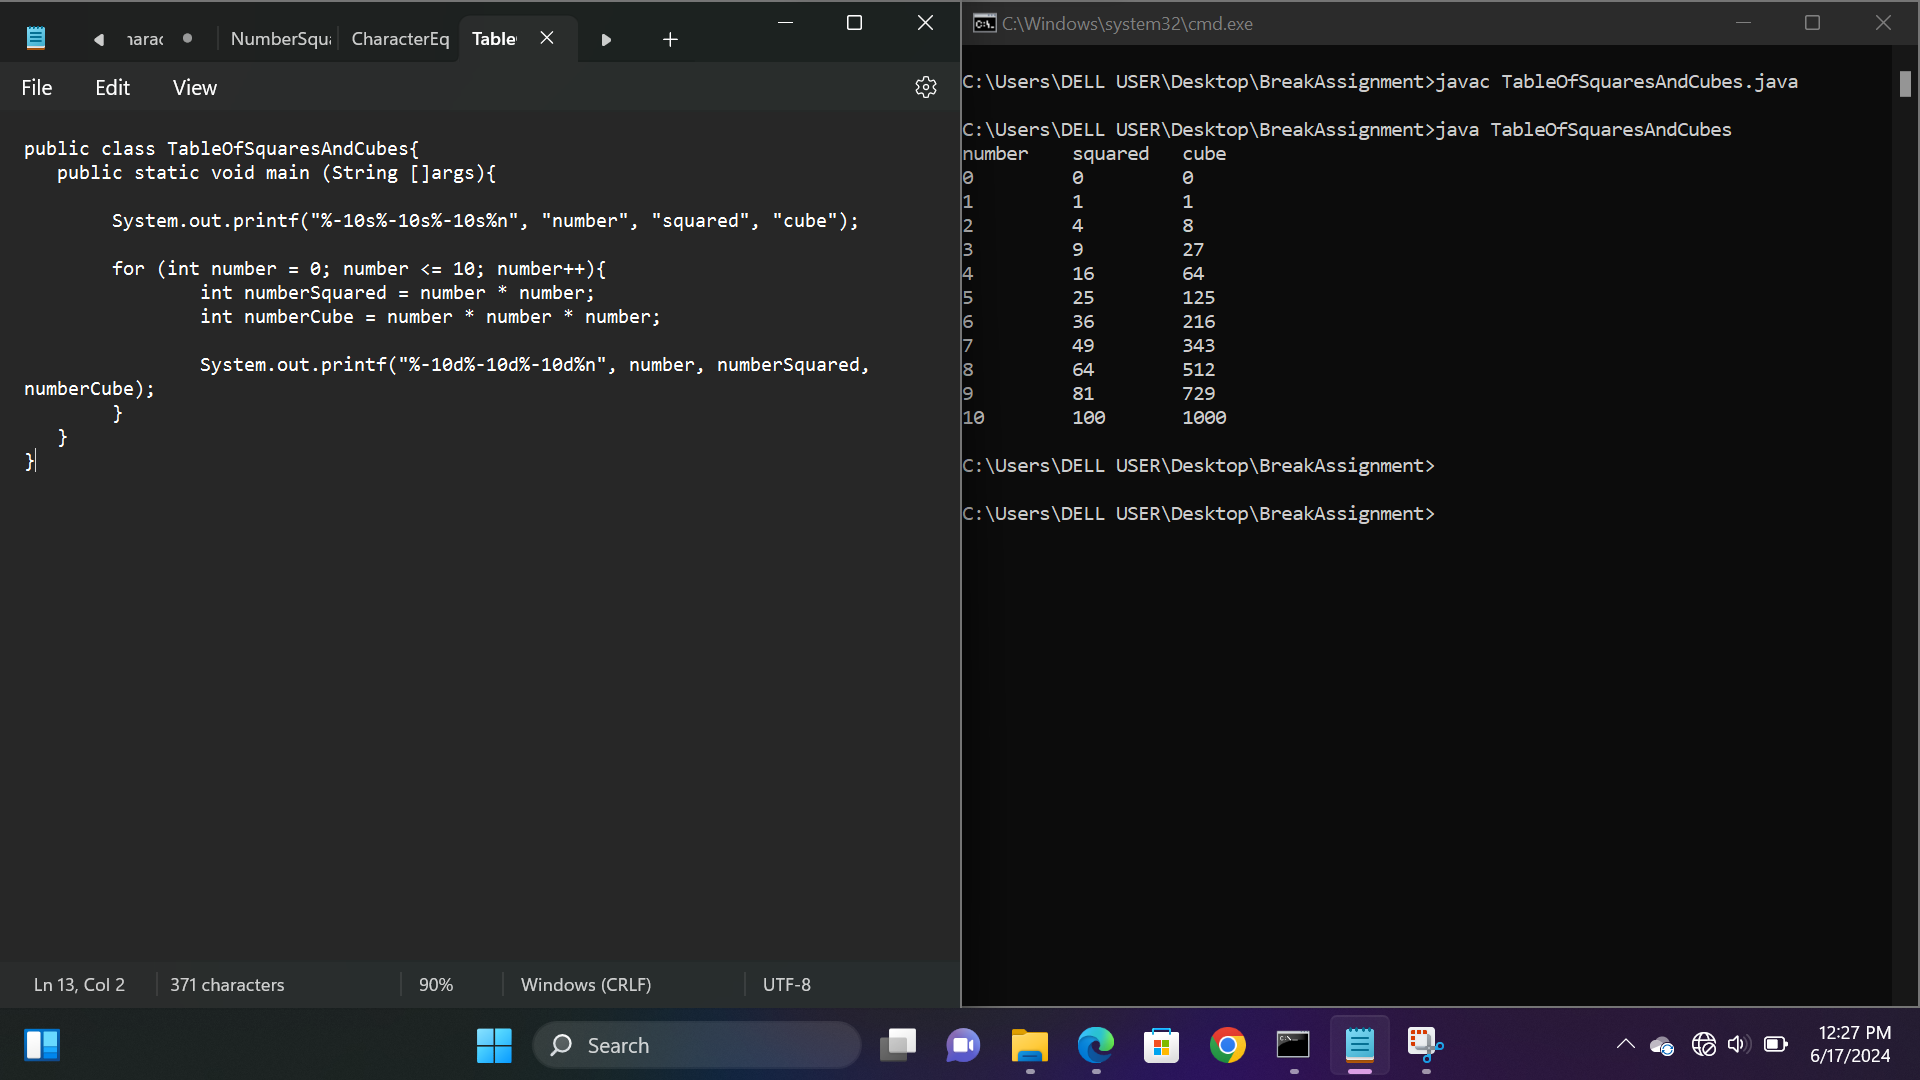 narac
NumberSqua
CharacterEq
Table
File
Edit
View
public class TableOfSquaresAndCubes{
public static void main (String []args){
System.out.printf("%-10s%-10s%-10s%n", "number", "squared", "cube");
for (int number = 0; number <= 10; number++){
int numberSquared = number * number;
int numberCube = number * number * number;
System.out.printf("%-10d%-10d%-10d%n", number, numberSquared,
numberCube);
}
}
}
Ln 13, Col 2
371 characters
90%
Windows (CRLF)
UTF-8
C:\Windows\system32\cmd.exe
C:\Users\DELL USER\Desktop\BreakAssignment>javac TableOfSquaresAndCubes.java
C:\Users\DELL USER\Desktop\BreakAssignment>java TableOfSquaresAndCubes
number squared cube
0 0 0
1 1 1
2 4 8
3 9 27
4 16 64
5 25 125
6 36 216
7 49 343
8 64 512
9 81 729
10 100 1000
C:\Users\DELL USER\Desktop\BreakAssignment>
C:\Users\DELL USER\Desktop\BreakAssignment>
Search
12:27 PM
6/17/2024